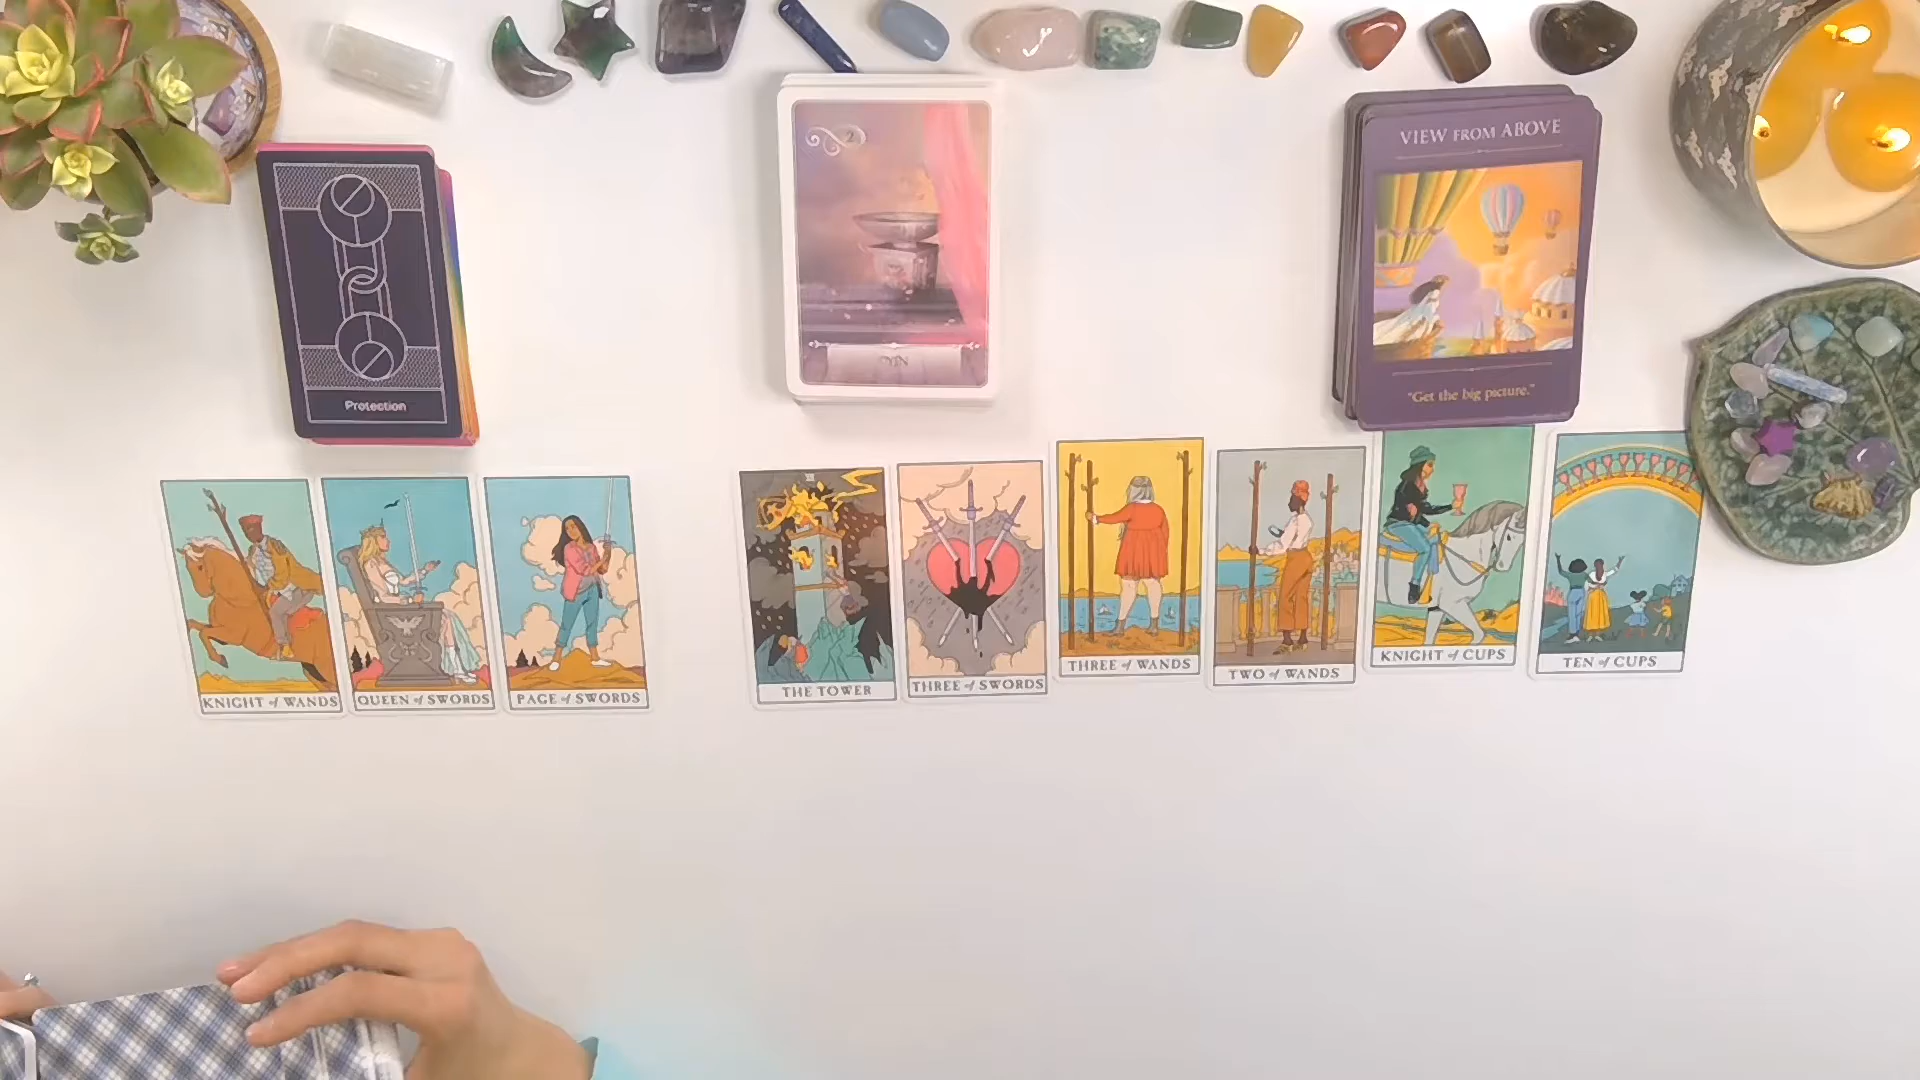 VIEW FROM ABOVE
2
"Get the big picture."
Protection
KNIGHT of WANDS
QUEEN of SWORDS
PAGE of SWORDS
THE TOWER
THREE of SWORDS
THREE of WANDS
TWO of WANDS
KNIGHT of CUPS
TEN of CUPS